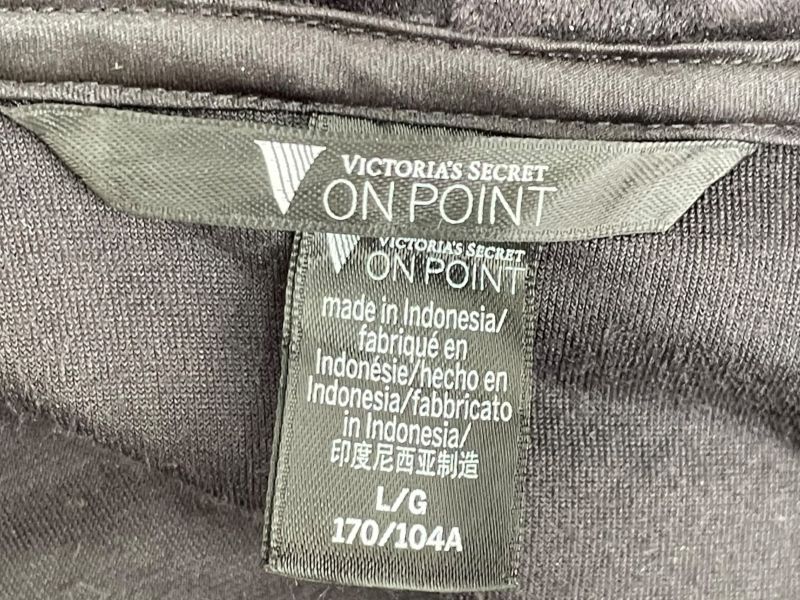 VICTORIA'S SECRET
ON POINT
VICTORIA'S SECRET
ON POINT
made in Indonesia/
fabriqué en
Indonésie/hecho en
Indonesia/fabbricato
in Indonesia/
印度尼西亚制造
L/G
170/104A